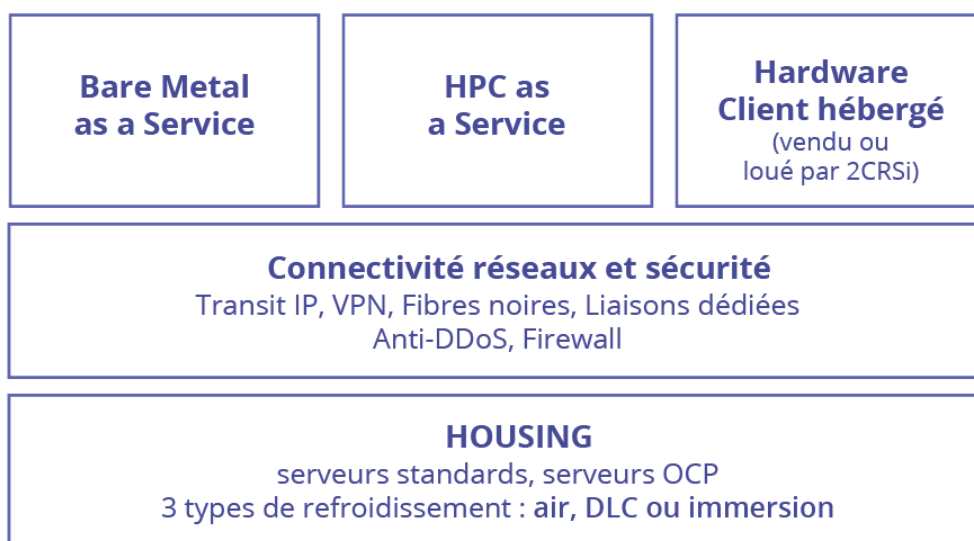 Bare Metal
as a Service
HPC as
a Service
Hardware
Client hébergé
(vendu ou
loué par 2CRSi)
Connectivité réseaux et sécurité
Transit IP, VPN, Fibres noires, Liaisons dédiées
Anti-DDoS, Firewall
HOUSING
serveurs standards, serveurs OCP
3 types de refroidissement : air, DLC ou immersion